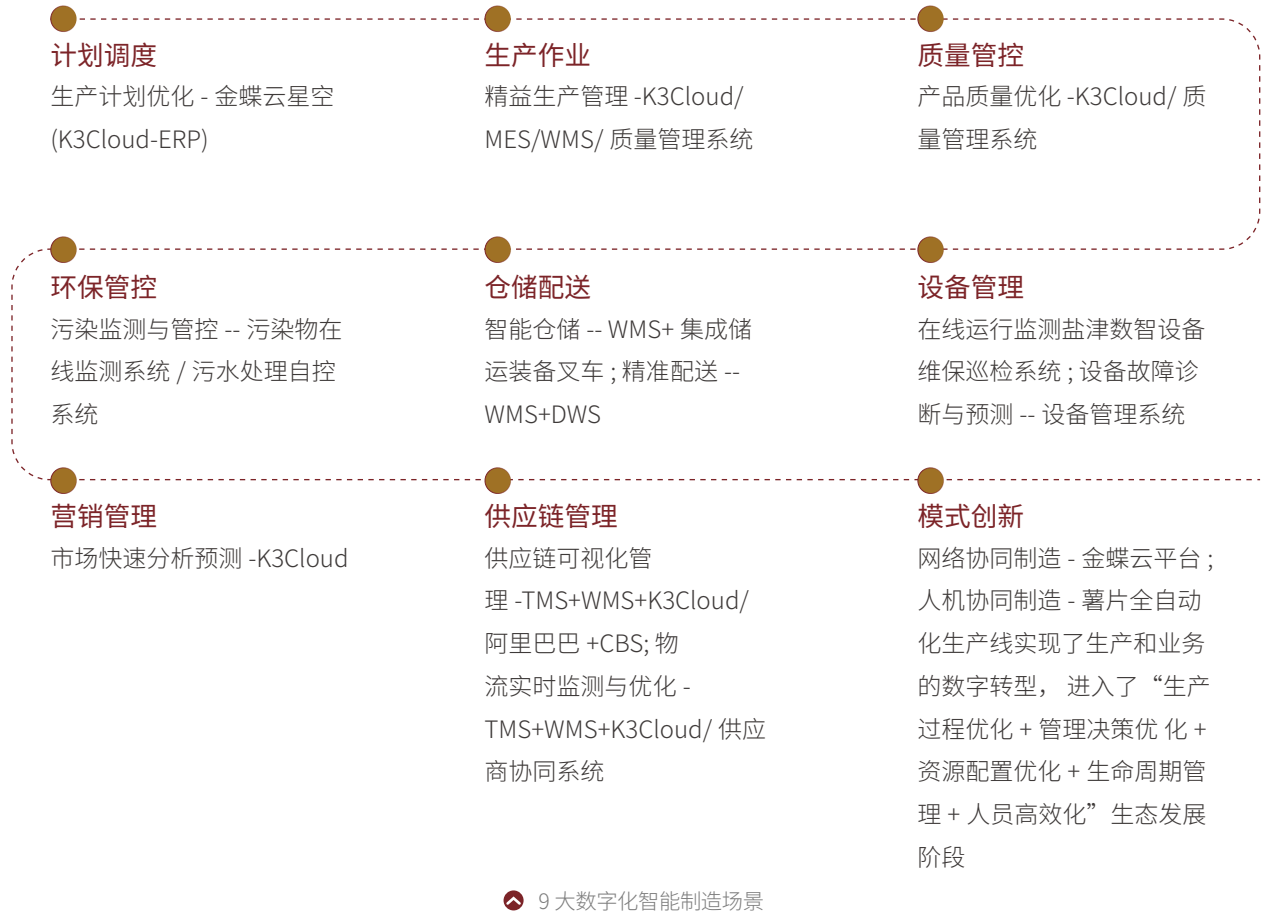 计划调度
生产计划优化 - 金蝶云星空
(K3Cloud-ERP)
生产作业
精益生产管理 -K3Cloud/
MES/WMS/ 质量管理系统
质量管控
产品质量优化 -K3Cloud/ 质
量管理系统
环保管控
污染监测与管控 -- 污染物在
线监测系统 / 污水处理自控
系统
仓储配送
智能仓储 -- WMS+ 集成储
运装备叉车 ; 精准配送 --
WMS+DWS
设备管理
在线运行监测盐津数智设备
维保巡检系统 ; 设备故障诊
断与预测 -- 设备管理系统
营销管理
市场快速分析预测 -K3Cloud
供应链管理
供应链可视化管
理 -TMS+WMS+K3Cloud/
阿里巴巴 +CBS; 物
流实时监测与优化 -
TMS+WMS+K3Cloud/ 供应
商协同系统
模式创新
网络协同制造 - 金蝶云平台 ;
人机协同制造 - 薯片全自动
化生产线实现了生产和业务
的数字转型， 进入了“生产
过程优化 + 管理决策优 化 +
资源配置优化 + 生命周期管
理 + 人员高效化”生态发展
阶段
9 大数字化智能制造场景